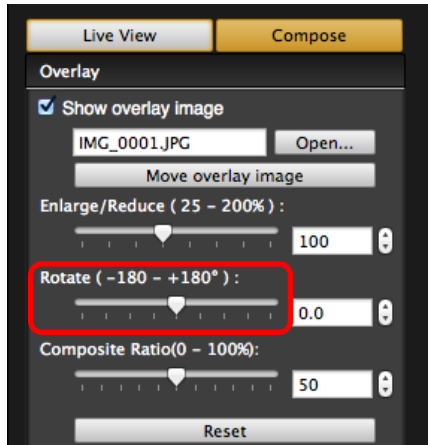 Live View Compose
Overlay
Show overlay image
IMG_0001.JPG Open...
Move overlay image
Enlarge/Reduce ( 25 – 200% ) :
100
Rotate ( –180 – +180° ) :
0.0
Composite Ratio(0 – 100%):
50
Reset